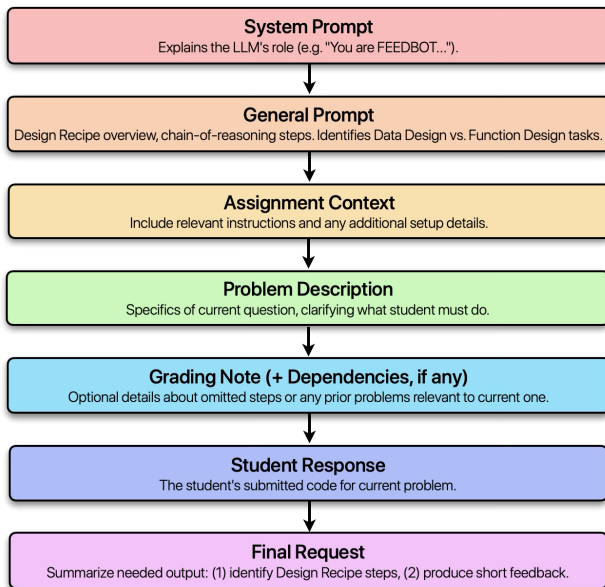 System Prompt
Explains the LLM's role (e.g. "You are FEEDBOT...").
General Prompt
Design Recipe overview, chain-of-reasoning steps. Identifies Data Design vs. Function Design tasks.
Assignment Context
Include relevant instructions and any additional setup details.
Problem Description
Specifics of current question, clarifying what student must do.
Grading Note (+ Dependencies, if any)
Optional details about omitted steps or any prior problems relevant to current one.
Student Response
The student's submitted code for current problem.
Final Request
Summarize needed output: (1) identify Design Recipe steps, (2) produce short feedback.